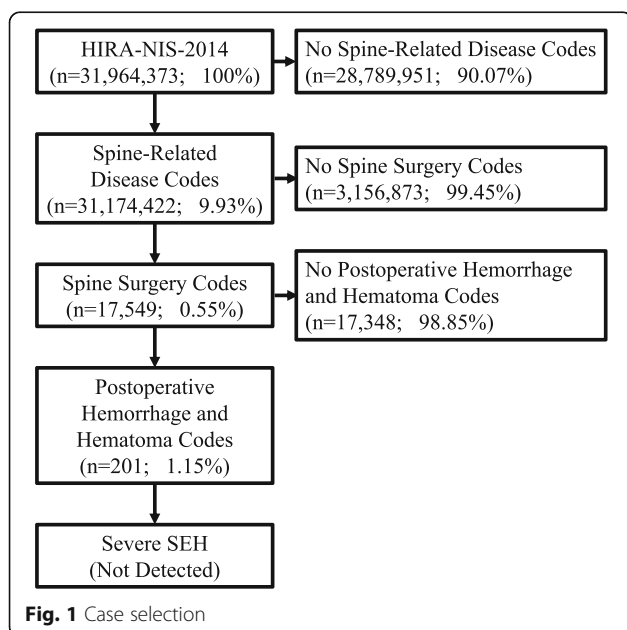 HIRA-NIS-2014
(n=31,964,373; 100%)
No Spine-Related Disease Codes
(n=28,789,951; 90.07%)
Spine-Related
Disease Codes
(n=31,174,422; 9.93%)
No Spine Surgery Codes
(n=3,156,873; 99.45%)
Spine Surgery Codes
(n=17,549; 0.55%)
No Postoperative Hemorrhage
and Hematoma Codes
(n=17,348; 98.85%)
Postoperative
Hemorrhage and
Hematoma Codes
(n=201; 1.15%)
Severe SEH
(Not Detected)
Fig. 1 Case selection